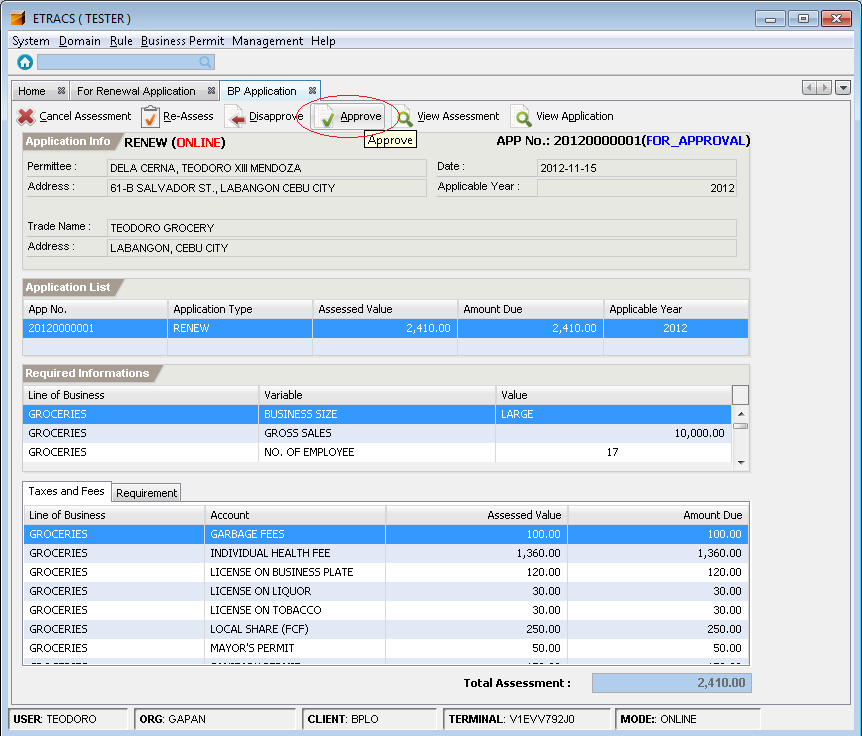 ETRACS ( TESTER )
System Domain Rule Business Permit Management Help
Home For Renewal Application BP Application
Cancel Assessment Re-Assess Disapprove Approve View Assessment View Application
Approve
Application Info RENEW (ONLINE) APP No.: 20120000001(FOR_APPROVAL)
Permittee : DELA CERNA, TEODORO XIII MENDOZA Date : 2012-11-15
Address : 61-B SALVADOR ST., LABANGON CEBU CITY Applicable Year : 2012
Trade Name : TEODORO GROCERY
Address : LABANGON, CEBU CITY
Application List
App No. Application Type Assessed Value Amount Due Applicable Year
20120000001 RENEW 2,410.00 2,410.00 2012
Required Informations
Line of Business Variable Value
GROCERIES BUSINESS SIZE LARGE
GROCERIES GROSS SALES 10,000.00
GROCERIES NO. OF EMPLOYEE 17
Taxes and Fees Requirement
Line of Business Account Assessed Value Amount Due
GROCERIES GARBAGE FEES 100.00 100.00
GROCERIES INDIVIDUAL HEALTH FEE 1,360.00 1,360.00
GROCERIES LICENSE ON BUSINESS PLATE 120.00 120.00
GROCERIES LICENSE ON LIQUOR 30.00 30.00
GROCERIES LICENSE ON TOBACCO 30.00 30.00
GROCERIES LOCAL SHARE (FCF) 250.00 250.00
GROCERIES MAYOR'S PERMIT 50.00 50.00
Total Assessment : 2,410.00
USER: TEODORO ORG: GAPAN CLIENT: BPLO TERMINAL: V1EVV792J0 MODE: ONLINE